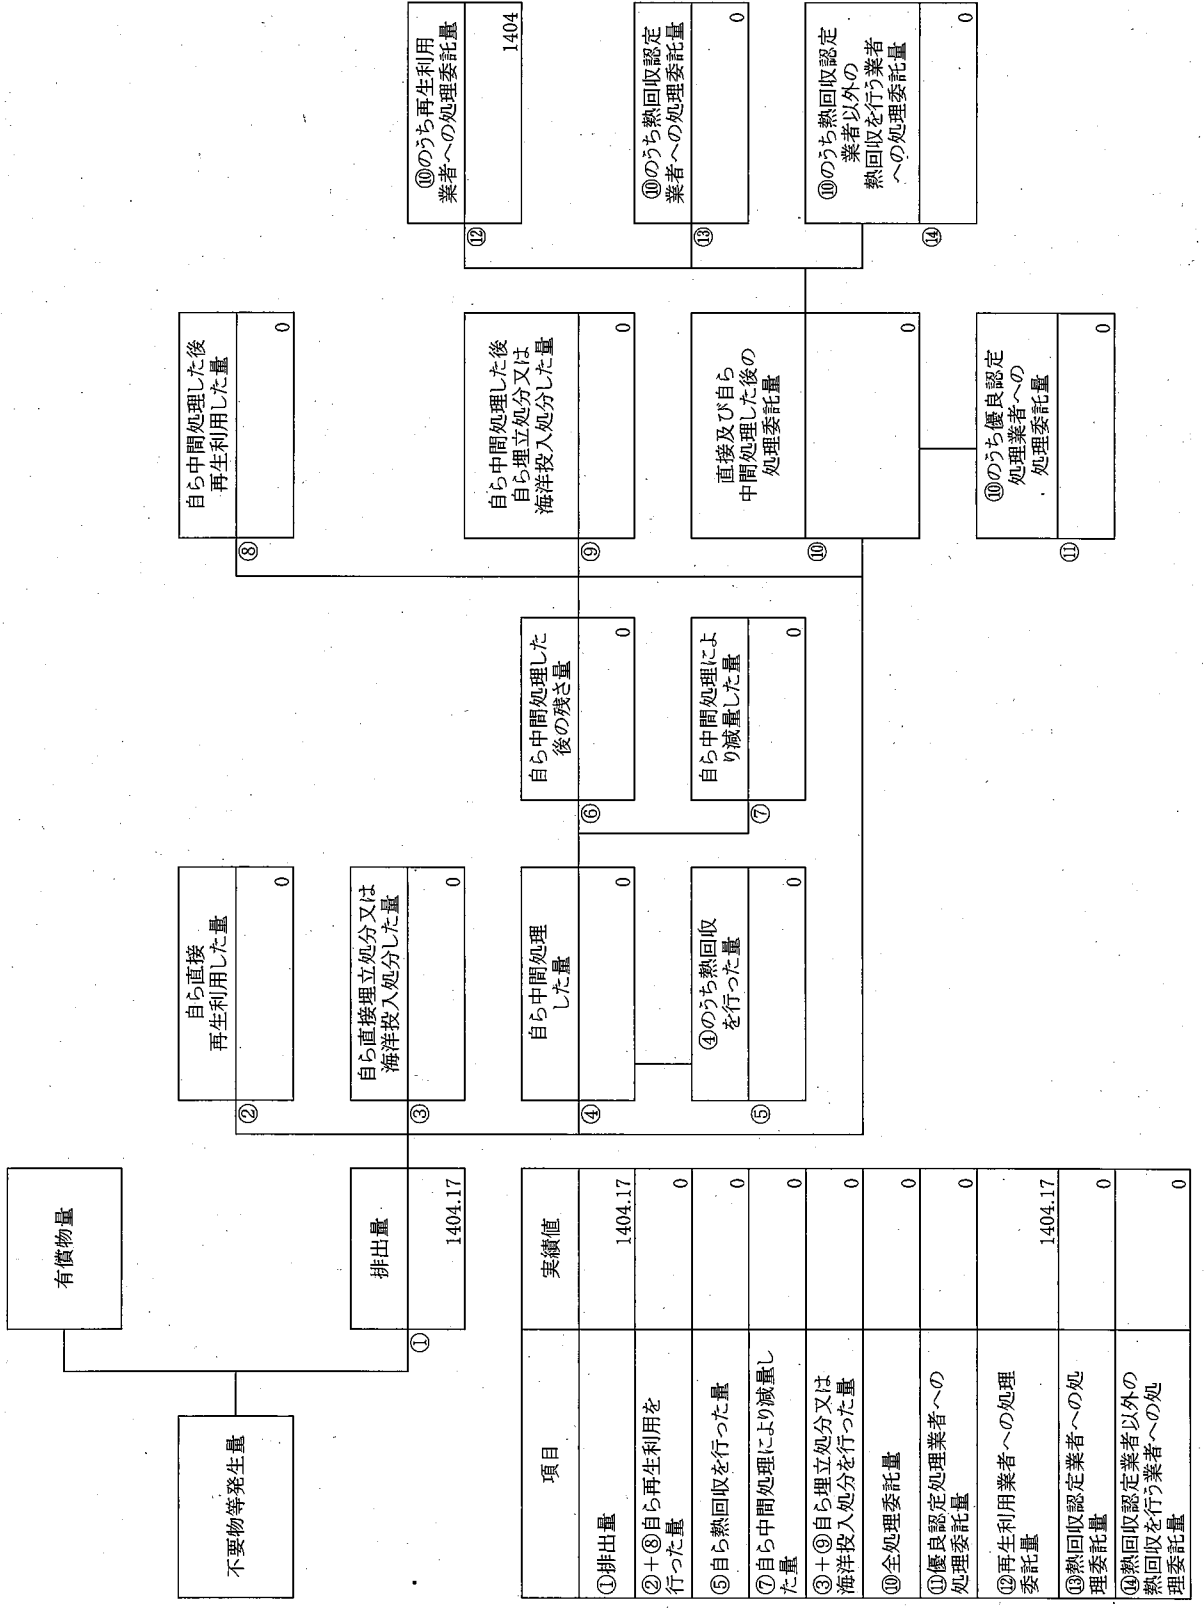 不要物等発生量
有償物量
排出量
①
1404.17
自ら直接
再生利用した量
②
0
自ら直接埋立処分又は
海洋投入処分した量
③
0
自ら中間処理
した量
④
0
④のうち熱回収
を行った量
⑤
0
自ら中間処理した
後の残さ量
⑥
0
自ら中間処理によ
り減量した量
⑦
0
自ら中間処理した後
再生利用した量
⑧
0
自ら中間処理した後
自ら埋立処分又は
海洋投入処分した量
⑨
0
直接及び自ら
中間処理した後の
処理委託量
⑩
0
⑩のうち優良認定
処理業者への
処理委託量
⑪
0
⑩のうち再生利用
業者への処理委託量
⑫
1404
⑩のうち熱回収認定
業者への処理委託量
⑬
0
⑩のうち熱回収認定
業者以外の
熱回収を行う業者
への処理委託量
⑭
0
項目 実績値
①排出量 1404.17
②+⑧自ら再生利用を
行った量 0
⑤自ら熱回収を行った量 0
⑦自ら中間処理により減量し
た量 0
③+⑨自ら埋立処分又は
海洋投入処分を行った量 0
⑩全処理委託量 0
⑪優良認定処理業者への
処理委託量 0
⑫再生利用業者への処理
委託量 1404.17
⑬熱回収認定業者への処
理委託量 0
⑭熱回収認定業者以外の
熱回収を行う業者への処
理委託量 0